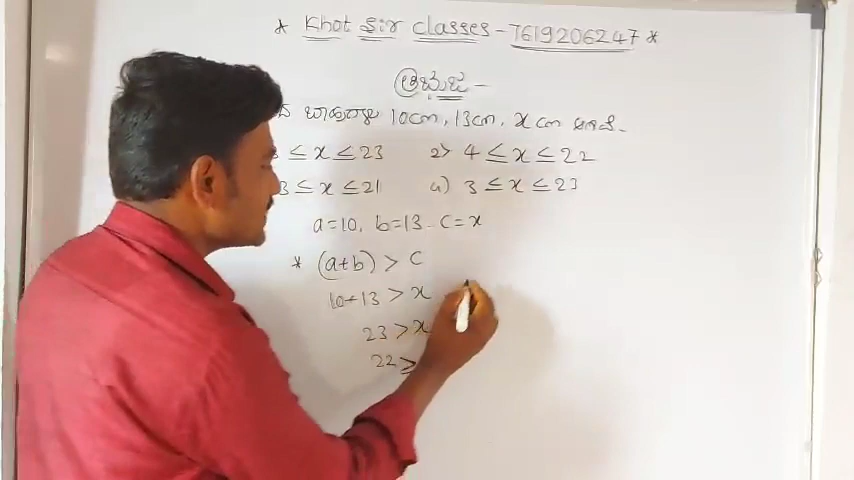 * Khot Sir Classes - 7619206247 *
ತ್ರಿಭುಜ -
ಬಾಹುಗಳು 10cm, 13cm, x cm ಆಗಿವೆ.
≤ x ≤ 23 2> 4 ≤ x ≤ 22
3 ≤ x ≤ 21 4) 3 ≤ x ≤ 23
a=10, b=13. c=x
* (a+b) > c
10+13 > x
23 > x
22 ≥